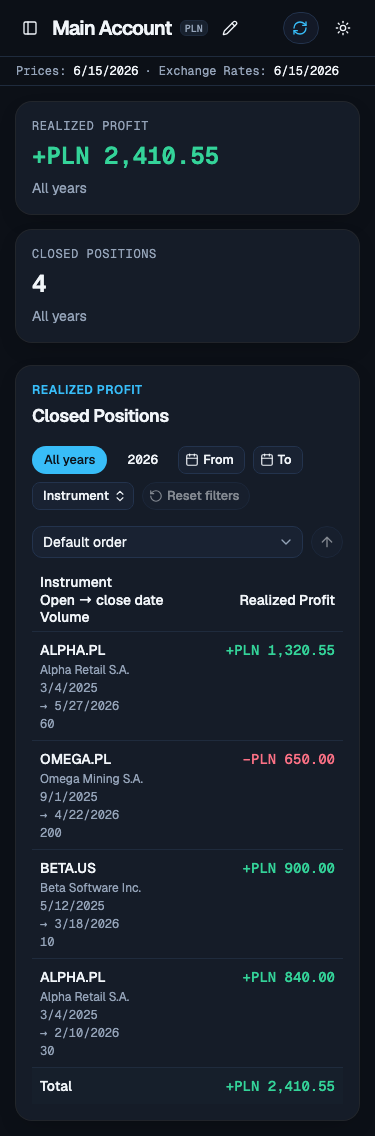 Main Account PLN
Prices: 6/15/2026 · Exchange Rates: 6/15/2026
REALIZED PROFIT
+PLN 2,410.55
All years
CLOSED POSITIONS
4
All years
REALIZED PROFIT
Closed Positions
All years 2026 From To
Instrument Reset filters
Default order
Instrument
Open → close date Realized Profit
Volume
ALPHA.PL +PLN 1,320.55
Alpha Retail S.A.
3/4/2025
→ 5/27/2026
60
OMEGA.PL −PLN 650.00
Omega Mining S.A.
9/1/2025
→ 4/22/2026
200
BETA.US +PLN 900.00
Beta Software Inc.
5/12/2025
→ 3/18/2026
10
ALPHA.PL +PLN 840.00
Alpha Retail S.A.
3/4/2025
→ 2/10/2026
30
Total +PLN 2,410.55